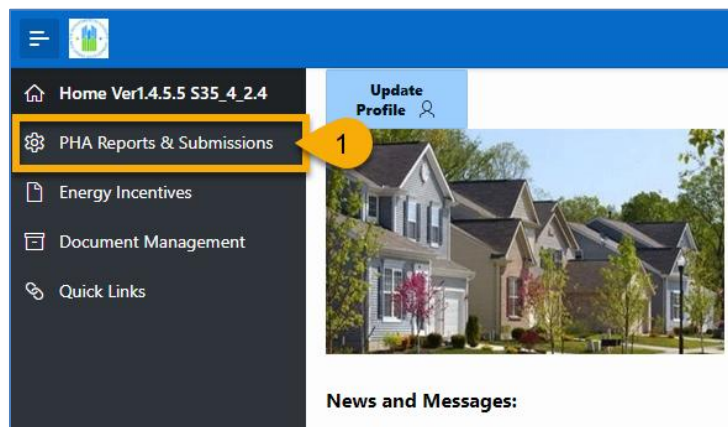 Home Ver1.4.5.5 S35_4_2.4
PHA Reports & Submissions
1
Energy Incentives
Document Management
Quick Links
Update
Profile
News and Messages: